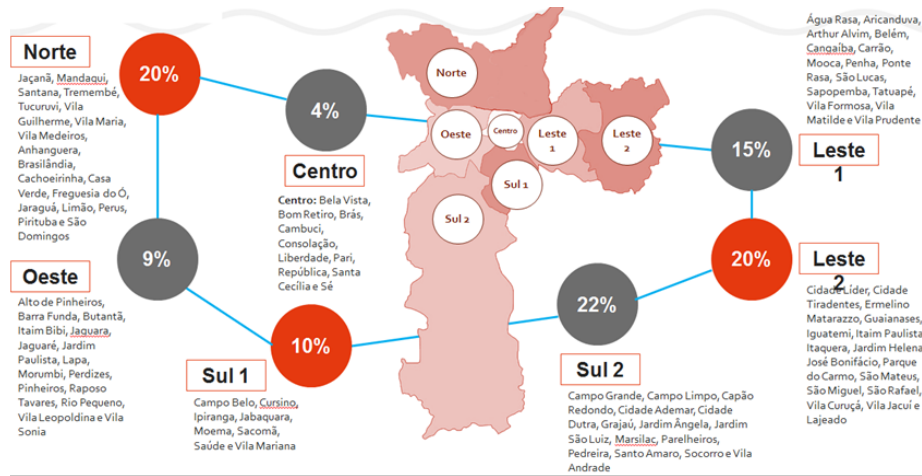 Norte
Jaçanã, Mandaqui,
Santana, Tremembé,
Tucuruvi, Vila
Guilherme, Vila Maria,
Vila Medeiros,
Anhanguera,
Brasilândia,
Cachoeirinha, Casa
Verde, Freguesia do Ó,
Jaraguá, Limão, Perus,
Pirituba e São
Domingos
20%
4%
Centro
Centro: Bela Vista,
Bom Retiro, Brás,
Cambuci,
Consolação,
Liberdade, Pari,
República, Santa
Cecília e Sé
Norte
Oeste
Centro
Leste
1
Leste
2
Sul 1
Sul 2
Água Rasa, Aricanduva,
Arthur Alvim, Belém,
Cangaíba, Carrão,
Mooca, Penha, Ponte
Rasa, São Lucas,
Sapopemba, Tatuapé,
Vila Formosa, Vila
Matilde e Vila Prudente
15%
Leste
1
9%
Oeste
Alto de Pinheiros,
Barra Funda, Butantã,
Itaim Bibi, Jaguara,
Jaguaré, Jardim
Paulista, Lapa,
Morumbi, Perdizes,
Pinheiros, Raposo
Tavares, Rio Pequeno,
Vila Leopoldina e Vila
Sonia
10%
Sul 1
Campo Belo, Cursino,
Ipiranga, Jabaquara,
Moema, Sacomã,
Saúde e Vila Mariana
22%
Sul 2
Campo Grande, Campo Limpo, Capão
Redondo, Cidade Ademar, Cidade
Dutra, Grajaú, Jardim Ângela, Jardim
São Luiz, Marsilac, Parelheiros,
Pedreira, Santo Amaro, Socorro e Vila
Andrade
20%
Leste
2
Cidade Líder, Cidade
Tiradentes, Ermelino
Matarazzo, Guaianases,
Iguatemi, Itaim Paulista,
Itaquera, Jardim Helena,
José Bonifácio, Parque
do Carmo, São Mateus,
São Miguel, São Rafael,
Vila Curuçá, Vila Jacuí e
Lajeado